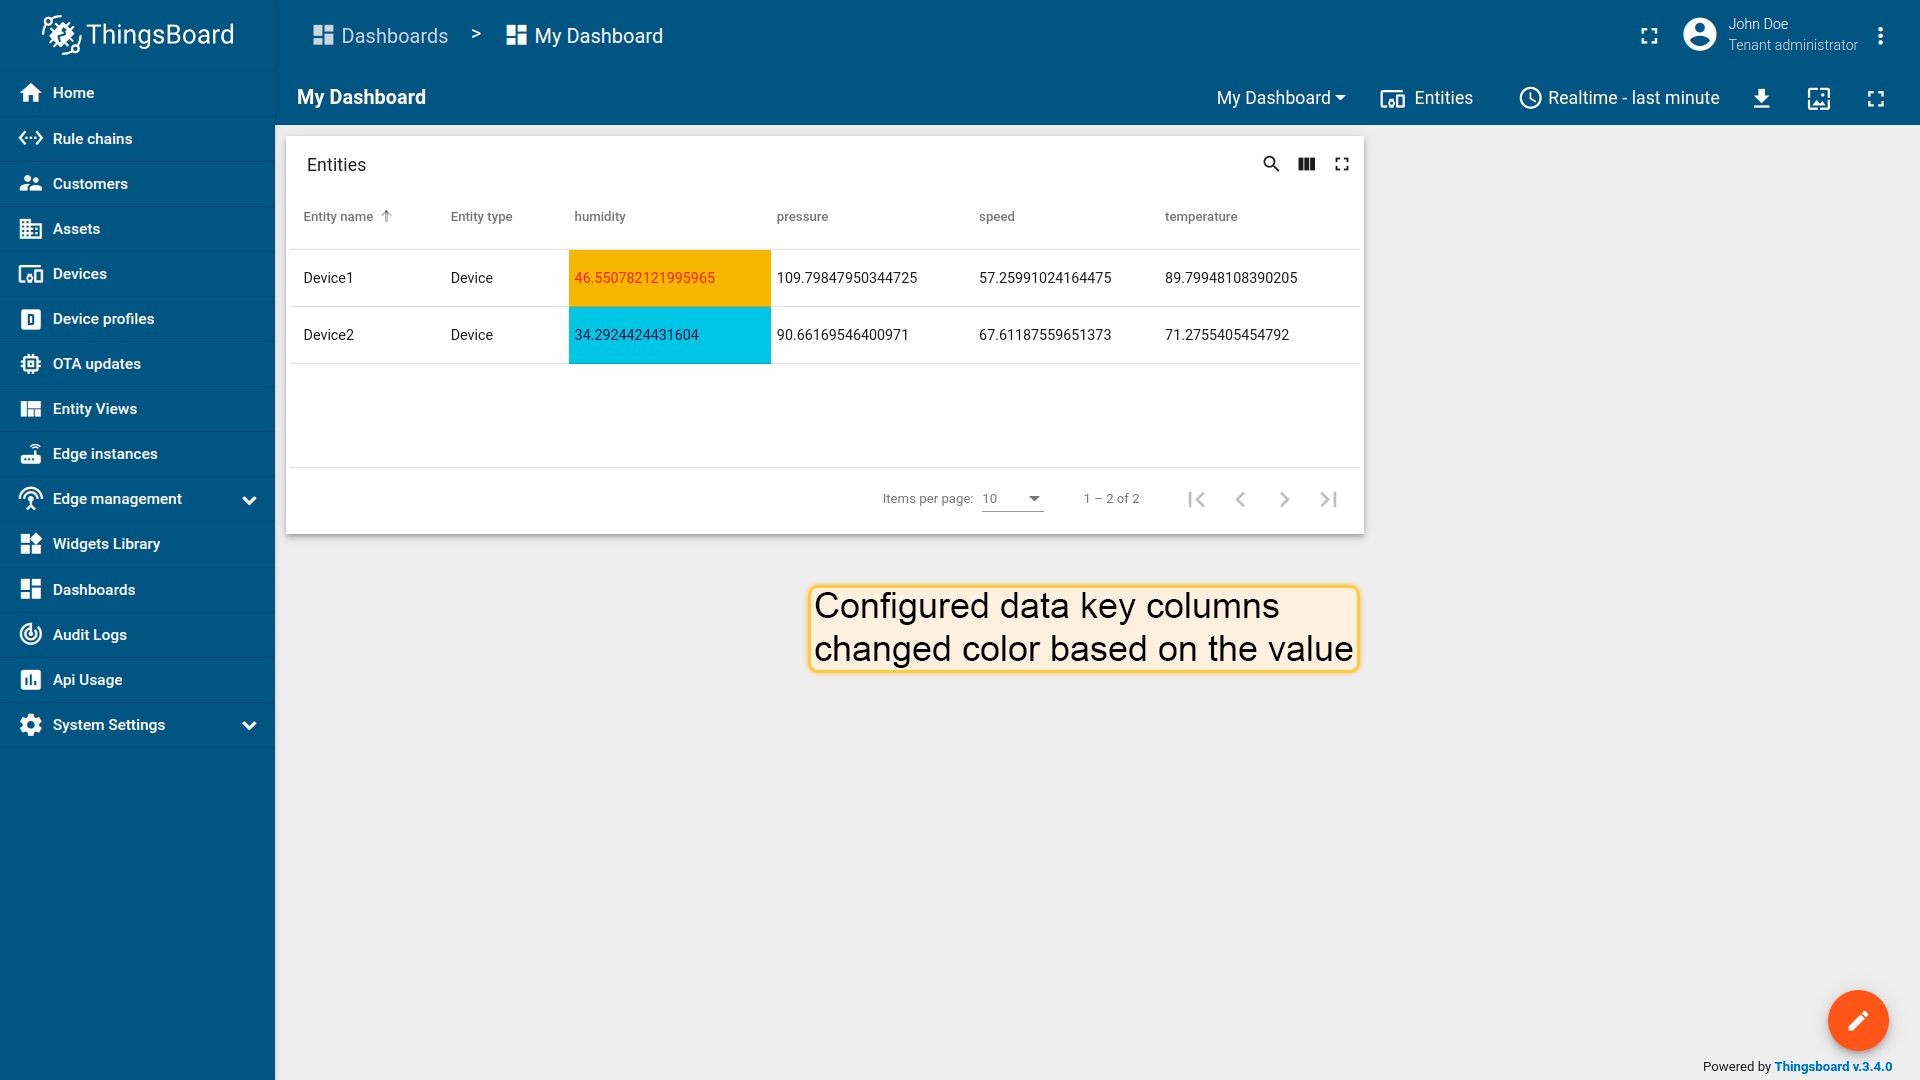 ThingsBoard
Dashboards > My Dashboard
John Doe
Tenant administrator
Home
Rule chains
Customers
Assets
Devices
Device profiles
OTA updates
Entity Views
Edge instances
Edge management
Widgets Library
Dashboards
Audit Logs
Api Usage
System Settings
My Dashboard
My Dashboard
Entities
Realtime - last minute
Entities
Entity name Entity type humidity pressure speed temperature
Device1 Device 46.550782121995965 109.79847950344725 57.25991024164475 89.79948108390205
Device2 Device 34.2924424431604 90.66169546400971 67.61187559651373 71.2755405454792
Items per page: 10 1 – 2 of 2
Configured data key columns
changed color based on the value
Powered by Thingsboard v.3.4.0